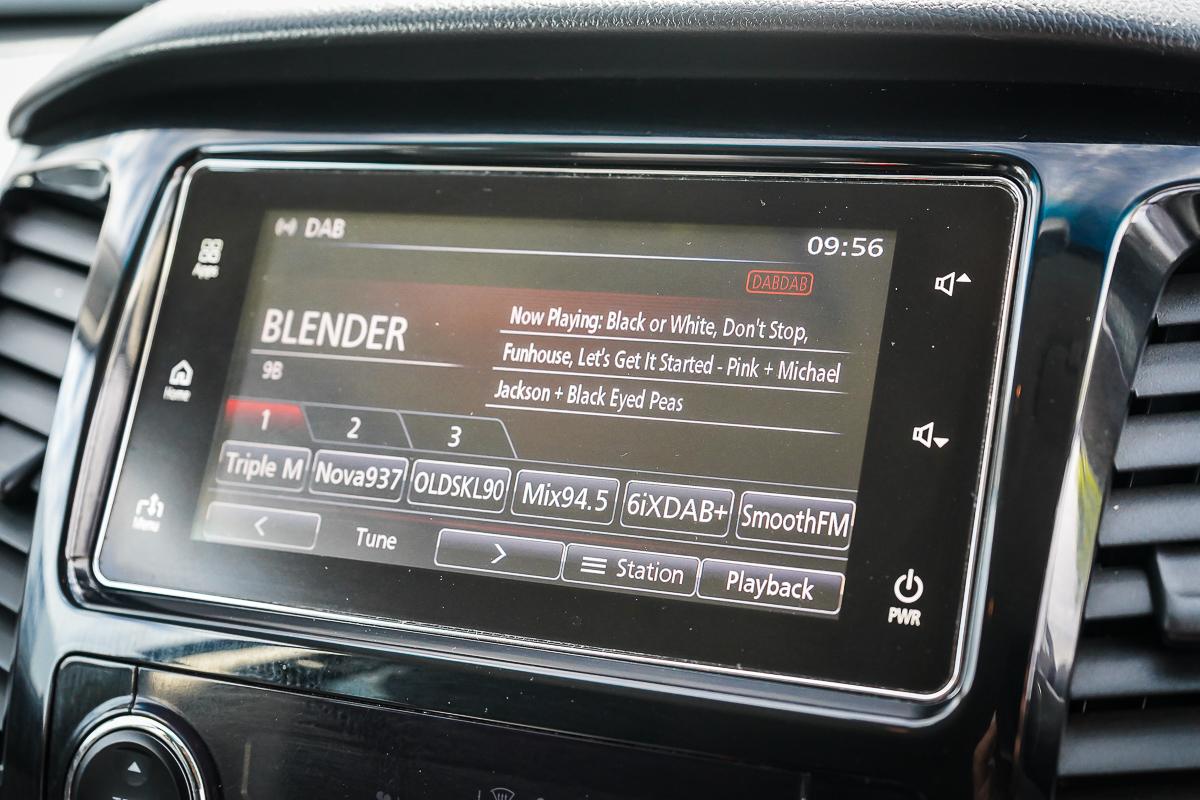 DAB
09:56
Apps
DABDAB
BLENDER
Now Playing: Black or White, Don't Stop,
Funhouse, Let's Get It Started - Pink + Michael
Jackson + Black Eyed Peas
9B
Home
1 2 3
Triple M Nova937 OLDSKL90 Mix94.5 6iXDAB+ SmoothFM
Menu
< Tune > Station Playback
PWR